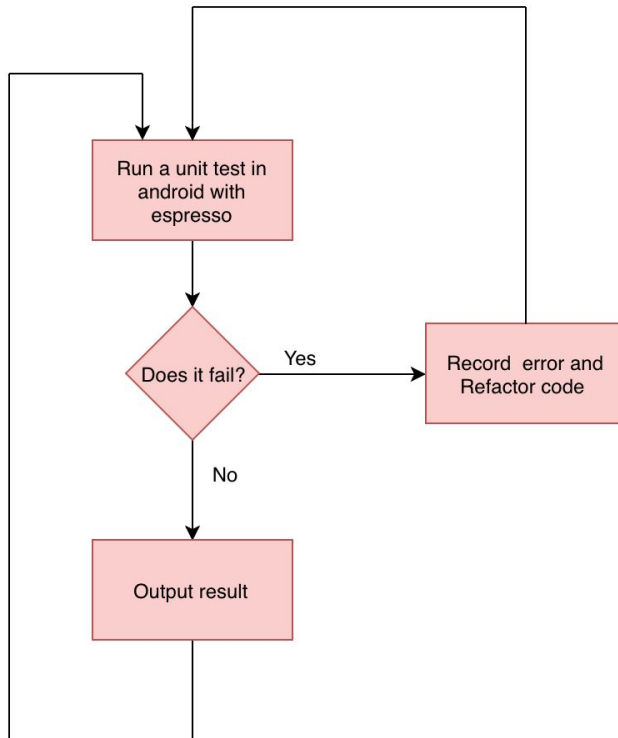 Run a unit test in
android with
espresso
Does it fail?
Yes
Record  error and
Refactor code
No
Output result